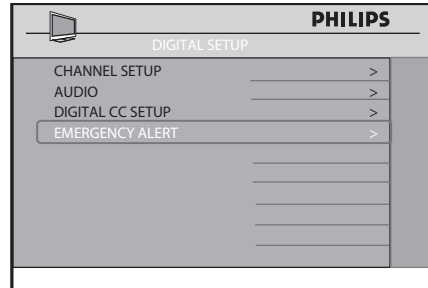 PHILIPS
DIGITAL SETUP
CHANNEL SETUP >
AUDIO >
DIGITAL CC SETUP >
EMERGENCY ALERT >